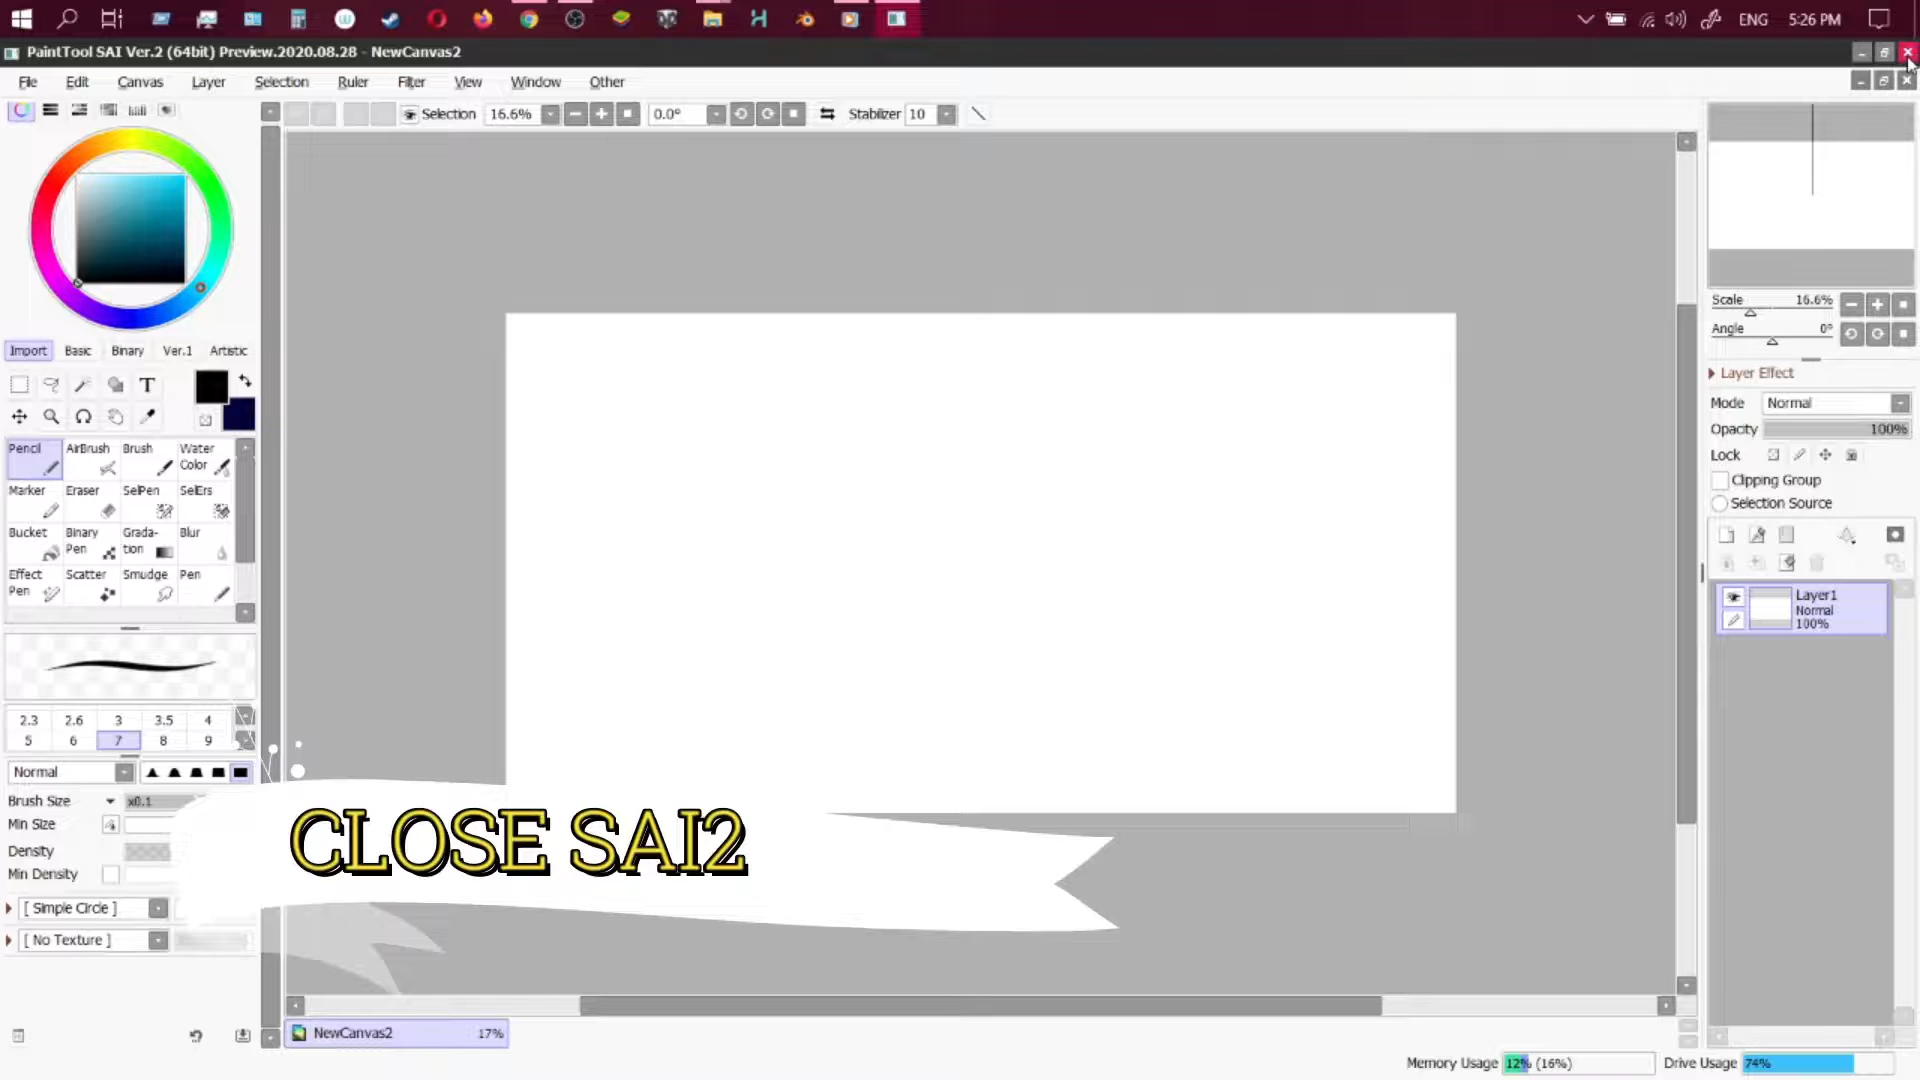 ENG 5:26 PM
PaintTool SAI Ver.2 (64bit) Preview.2020.08.28 - NewCanvas2
File Edit Canvas Layer Selection Ruler Filter View Window Other
Selection 16.6% 0.0° Stabilizer 10
Scale 16.6%
Angle 0°
Import Basic Binary Ver.1 Artistic
T
Layer Effect
Mode Normal
Opacity 100%
Lock
Clipping Group
Selection Source
Pencil AirBrush Brush Water Color
Marker Eraser SelPen SelErs
Bucket Binary Pen Grada-tion Blur
Effect Pen Scatter Smudge Pen
Layer1
Normal
100%
2.3 2.6 3 3.5 4
5 6 7 8 9
Normal
Brush Size x0.1
Min Size
Density
Min Density
[ Simple Circle ]
[ No Texture ]
CLOSE SAI2
NewCanvas2 17%
Memory Usage 12% (16%) Drive Usage 74%